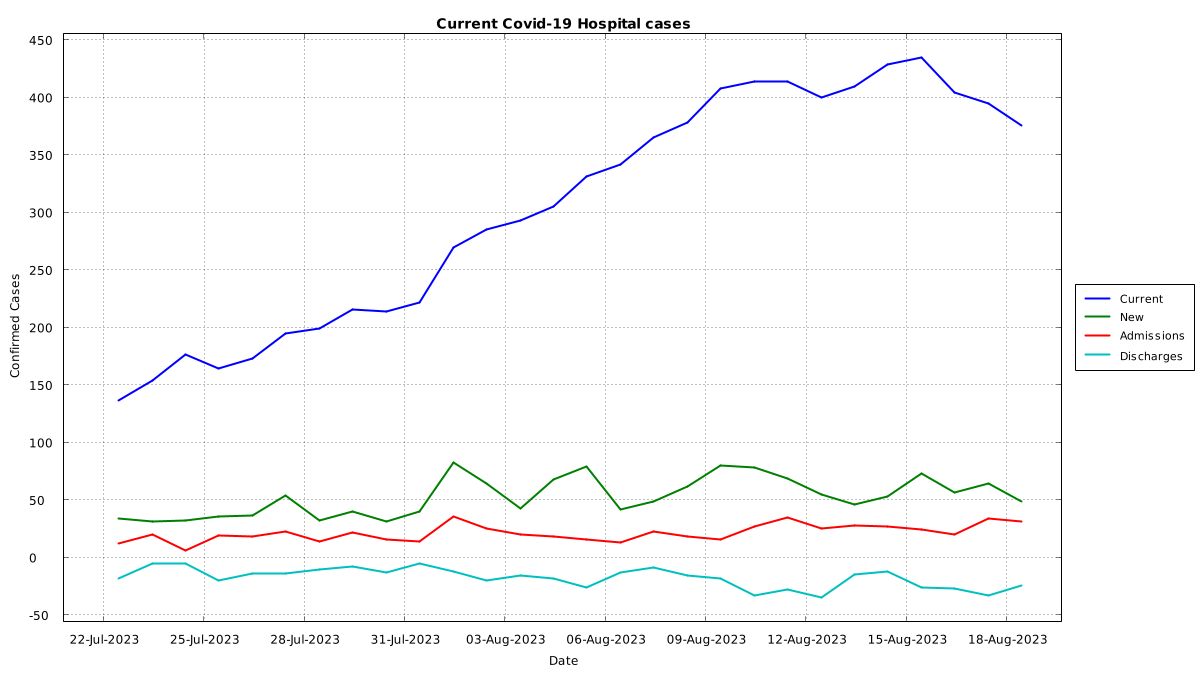 Current Covid-19 Hospital cases
450
400
350
300
250
200
150
100
50
0
-50
Confirmed Cases
22-Jul-2023 25-Jul-2023 28-Jul-2023 31-Jul-2023 03-Aug-2023 06-Aug-2023 09-Aug-2023 12-Aug-2023 15-Aug-2023 18-Aug-2023
Date
Current
New
Admissions
Discharges